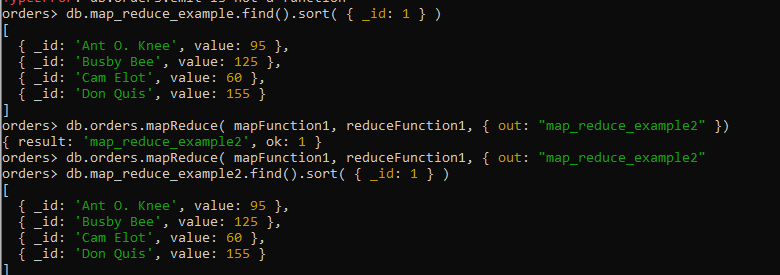 TypeError: db.orders.emit is not a function
orders> db.map_reduce_example.find().sort( { _id: 1 } )
[
  { _id: 'Ant O. Knee', value: 95 },
  { _id: 'Busby Bee', value: 125 },
  { _id: 'Cam Elot', value: 60 },
  { _id: 'Don Quis', value: 155 }
]
orders> db.orders.mapReduce( mapFunction1, reduceFunction1, { out: "map_reduce_example2" })
{ result: 'map_reduce_example2', ok: 1 }
orders> db.orders.mapReduce( mapFunction1, reduceFunction1, { out: "map_reduce_example2"
orders> db.map_reduce_example2.find().sort( { _id: 1 } )
[
  { _id: 'Ant O. Knee', value: 95 },
  { _id: 'Busby Bee', value: 125 },
  { _id: 'Cam Elot', value: 60 },
  { _id: 'Don Quis', value: 155 }
]